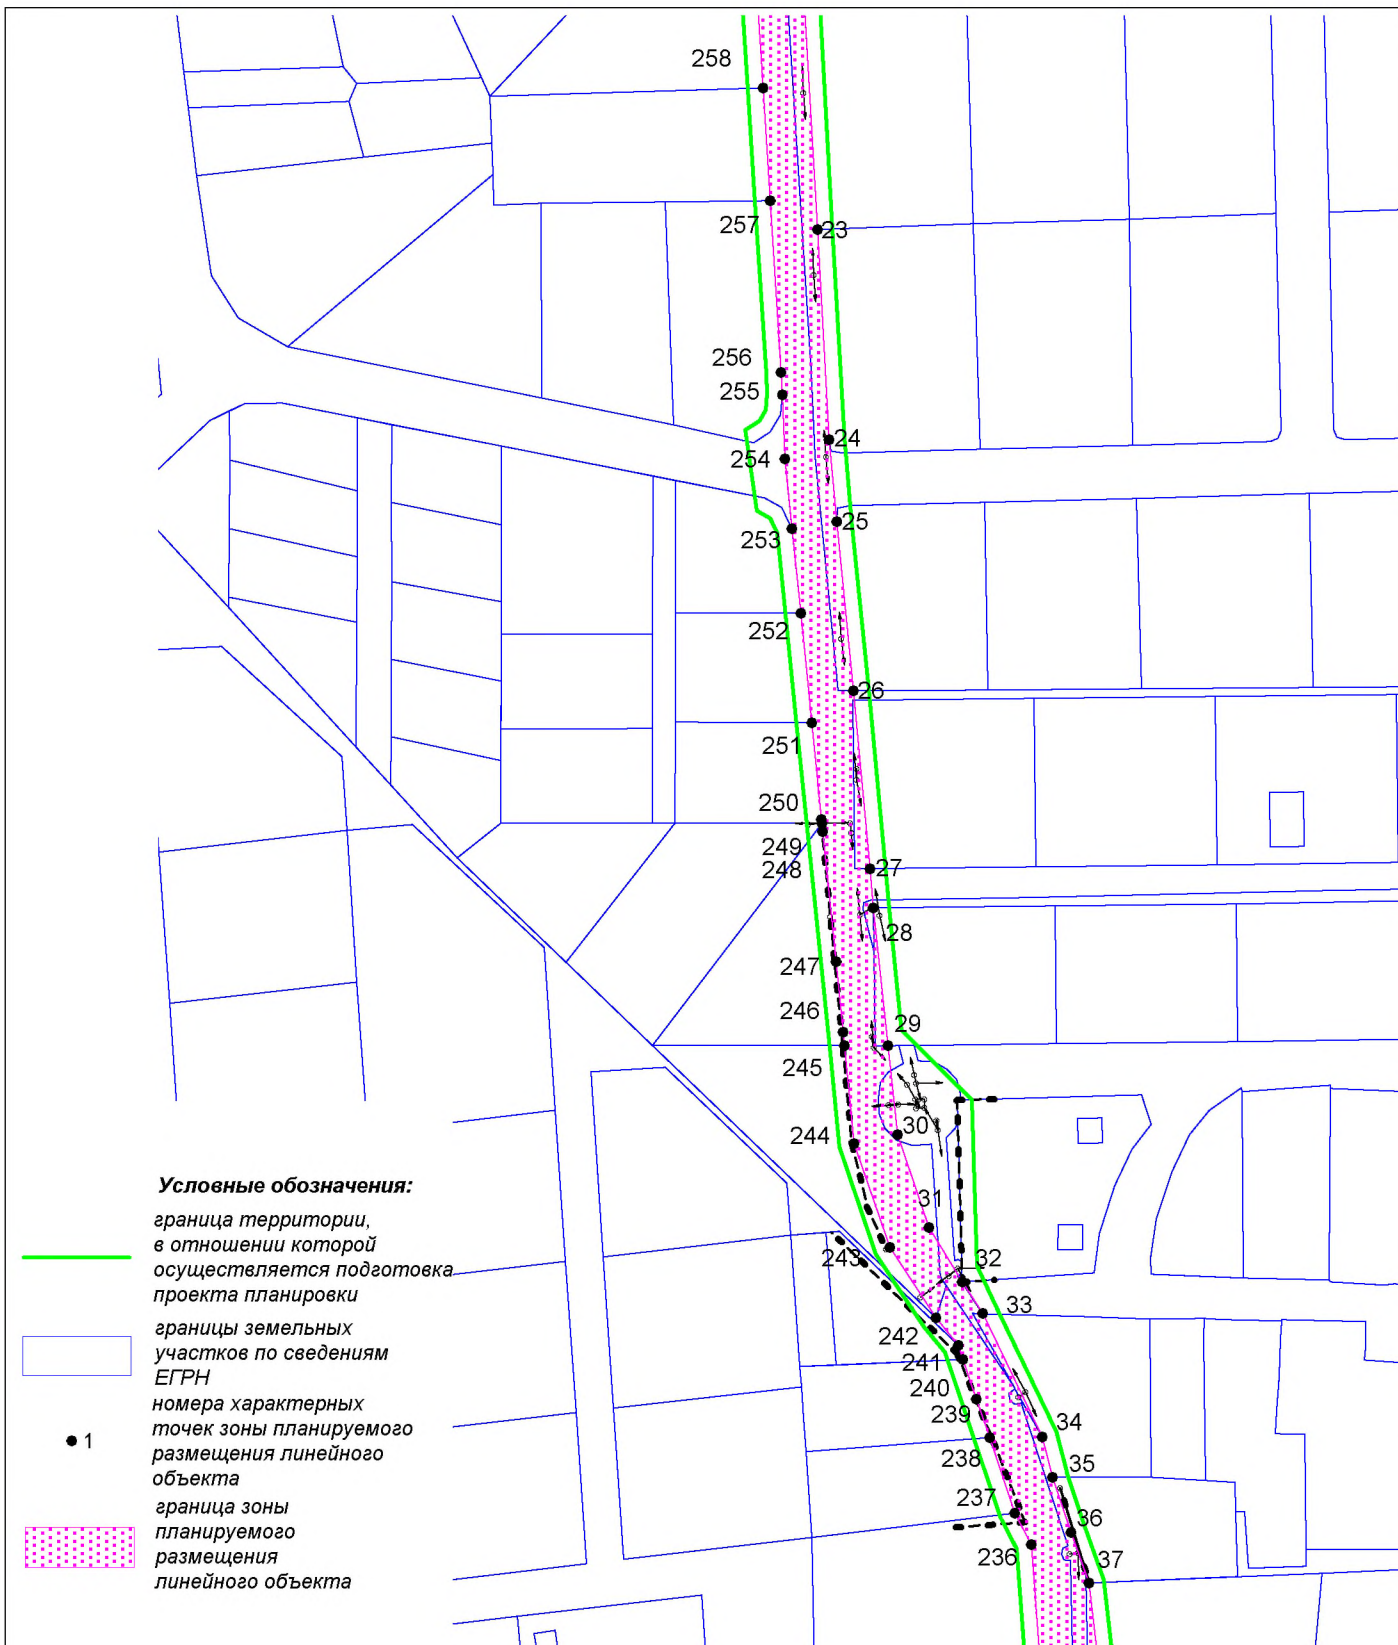 258
257
23
256
255
24
254
25
253
252
26
251
250
249
248
27
28
247
246
29
245
30
244
31
243
32
33
242
241
240
239
34
238
35
237
36
236
37
Условные обозначения:
граница территории,
в отношении которой
осуществляется подготовка
проекта планировки
границы земельных
участков по сведениям
ЕГРН
1
номера характерных
точек зоны планируемого
размещения линейного
объекта
граница зоны
планируемого
размещения
линейного объекта